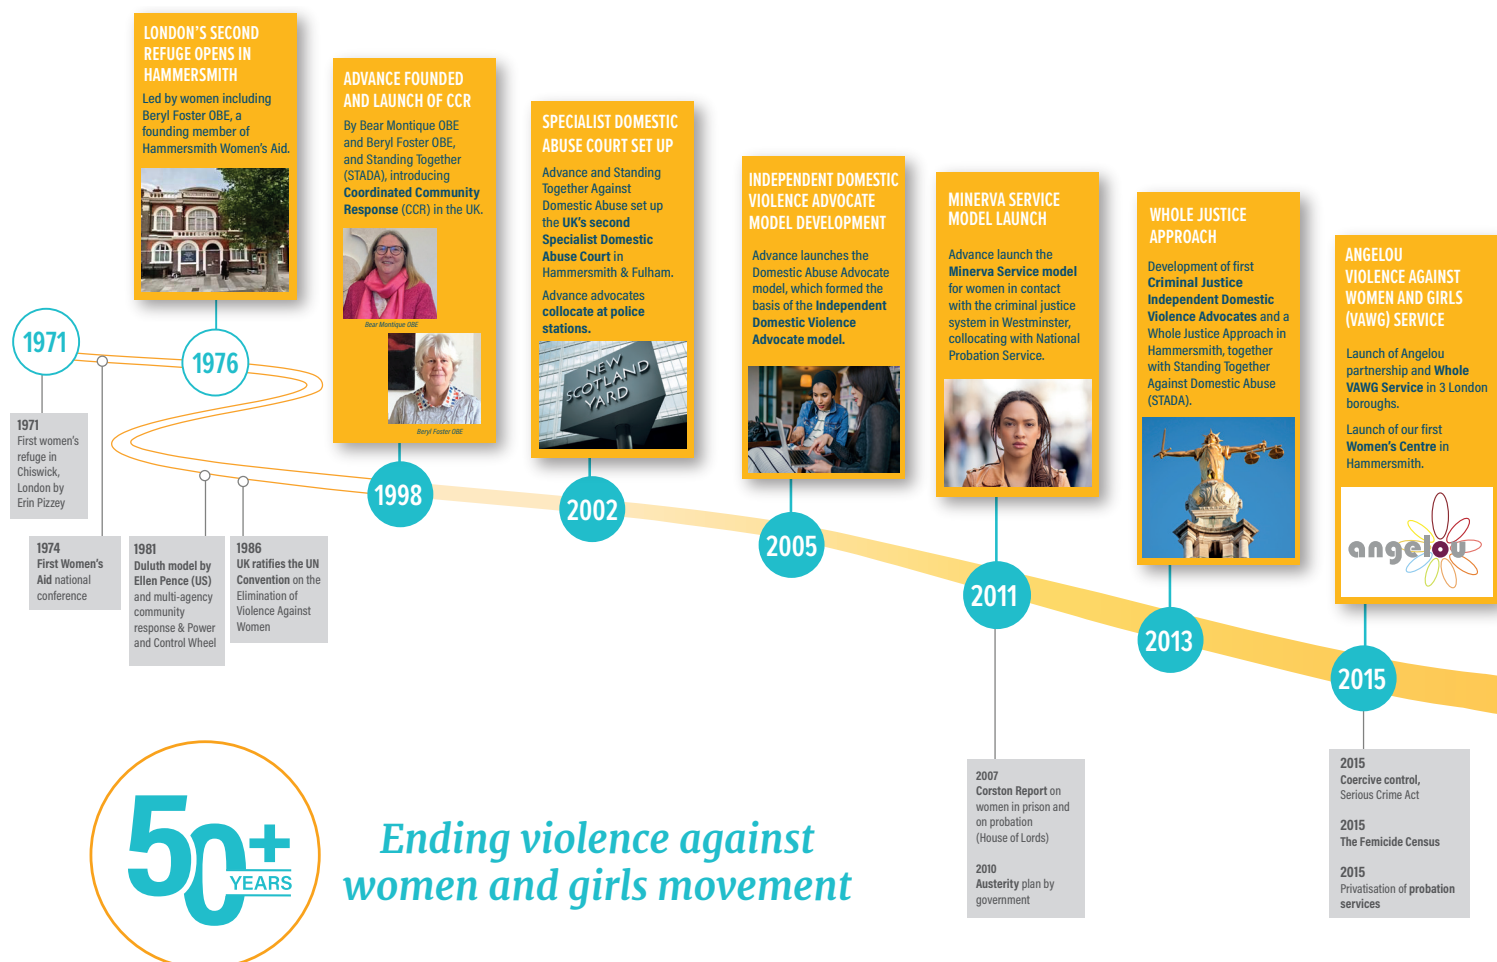 LONDON'S SECOND
REFUGE OPENS IN
HAMMERSMITH
Led by women including
Beryl Foster OBE, a
founding member of
Hammersmith Women's Aid.
ADVANCE FOUNDED
AND LAUNCH OF CCR
By Bear Montique OBE
and Beryl Foster OBE,
and Standing Together
(STADA), introducing
Coordinated Community
Response (CCR) in the UK.
Bear Montique OBE
Beryl Foster OBE
SPECIALIST DOMESTIC
ABUSE COURT SET UP
Advance and Standing
Together Against
Domestic Abuse set up
the UK's second
Specialist Domestic
Abuse Court in
Hammersmith & Fulham.
Advance advocates
collocate at police
stations.
NEW
SCOTLAND
YARD
INDEPENDENT DOMESTIC
VIOLENCE ADVOCATE
MODEL DEVELOPMENT
Advance launches the
Domestic Abuse Advocate
model, which formed the
basis of the Independent
Domestic Violence
Advocate model.
MINERVA SERVICE
MODEL LAUNCH
Advance launch the
Minerva Service model
for women in contact
with the criminal justice
system in Westminster,
collocating with National
Probation Service.
WHOLE JUSTICE
APPROACH
Development of first
Criminal Justice
Independent Domestic
Violence Advocates and a
Whole Justice Approach in
Hammersmith, together
with Standing Together
Against Domestic Abuse
(STADA).
ANGELOU
VIOLENCE AGAINST
WOMEN AND GIRLS
(VAWG) SERVICE
Launch of Angelou
partnership and Whole
VAWG Service in 3 London
boroughs.
Launch of our first
Women's Centre in
Hammersmith.
angelou
1971
1976
1998
2002
2005
2011
2013
2015
1971
First women's
refuge in
Chiswick,
London by
Erin Pizzey
1974
First Women's
Aid national
conference
1981
Duluth model by
Ellen Pence (US)
and multi-agency
community
response & Power
and Control Wheel
1986
UK ratifies the UN
Convention on the
Elimination of
Violence Against
Women
2007
Corston Report on
women in prison and
on probation
(House of Lords)
2010
Austerity plan by
government
2015
Coercive control,
Serious Crime Act
2015
The Femicide Census
2015
Privatisation of probation
services
50+
YEARS
Ending violence against
women and girls movement